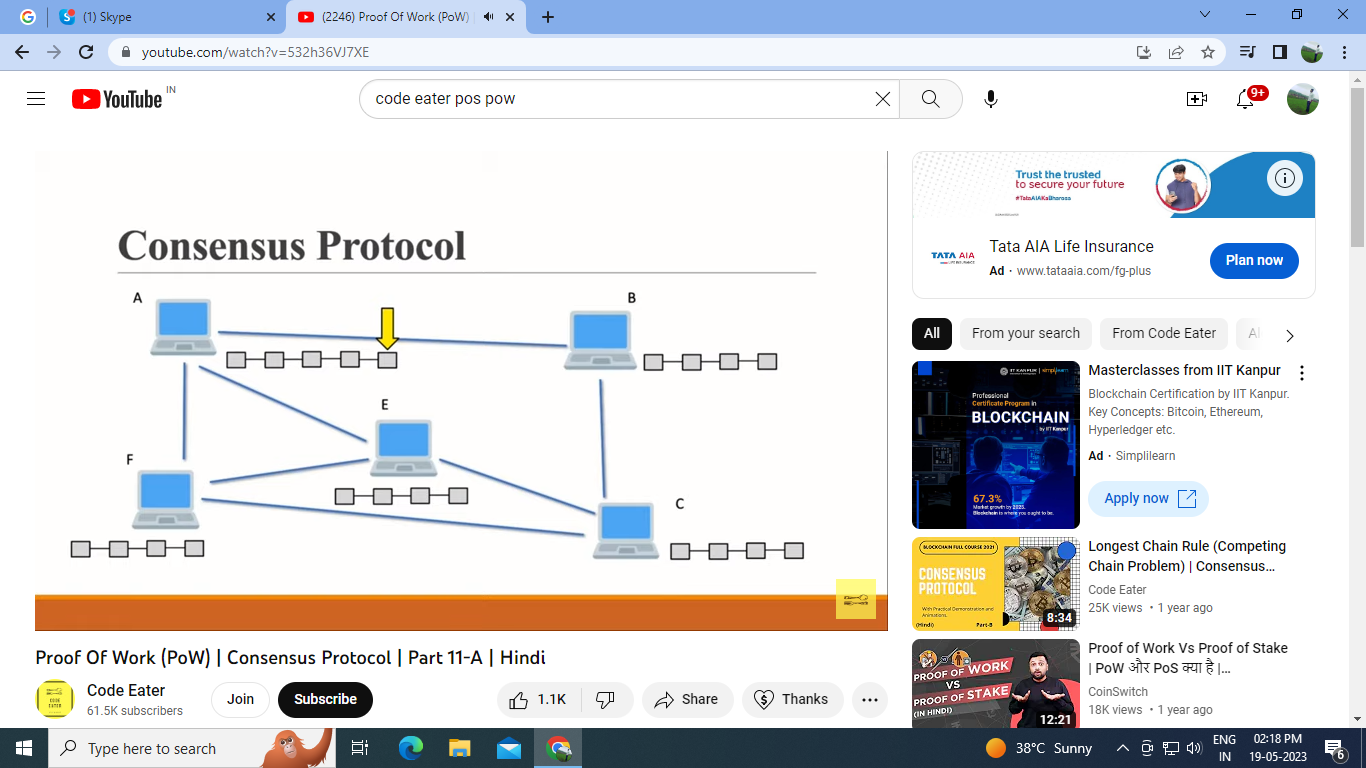 (1) Skype
(2246) Proof Of Work (PoW)
youtube.com/watch?v=532h36VJ7XE
YouTube IN
code eater pos pow
9+
Consensus Protocol
A
B
E
F
C
Trust the trusted
to secure your future
#TataAIAKaBharosa
TATA AIA
Tata AIA Life Insurance
Ad · www.tataaia.com/fg-plus
Plan now
All
From your search
From Code Eater
Al
IIT KANPUR
simplilearn
Professional
Certificate Program in
BLOCKCHAIN
by IIT Kanpur
67.3%
Market growth by 2025.
Blockchain is where you ought to be.
Masterclasses from IIT Kanpur
Blockchain Certification by IIT Kanpur.
Key Concepts: Bitcoin, Ethereum,
Hyperledger etc.
Ad · Simplilearn
Apply now
BLOCKCHAIN FULL COURSE 2021
CONSENSUS
PROTOCOL
With Practical Demonstration and
Animations.
(Hindi)
Part-B
8:34
Longest Chain Rule (Competing
Chain Problem) | Consensus...
Code Eater
25K views • 1 year ago
PROOF OF WORK
VS
PROOF OF STAKE
(IN HINDI)
12:21
Proof of Work Vs Proof of Stake
| PoW और PoS क्या है |...
CoinSwitch
18K views • 1 year ago
Proof Of Work (PoW) | Consensus Protocol | Part 11-A | Hindi
CODE
EATER
Code Eater
61.5K subscribers
Join
Subscribe
1.1K
Share
Thanks
Type here to search
38°C Sunny
ENG
IN
02:18 PM
19-05-2023
6